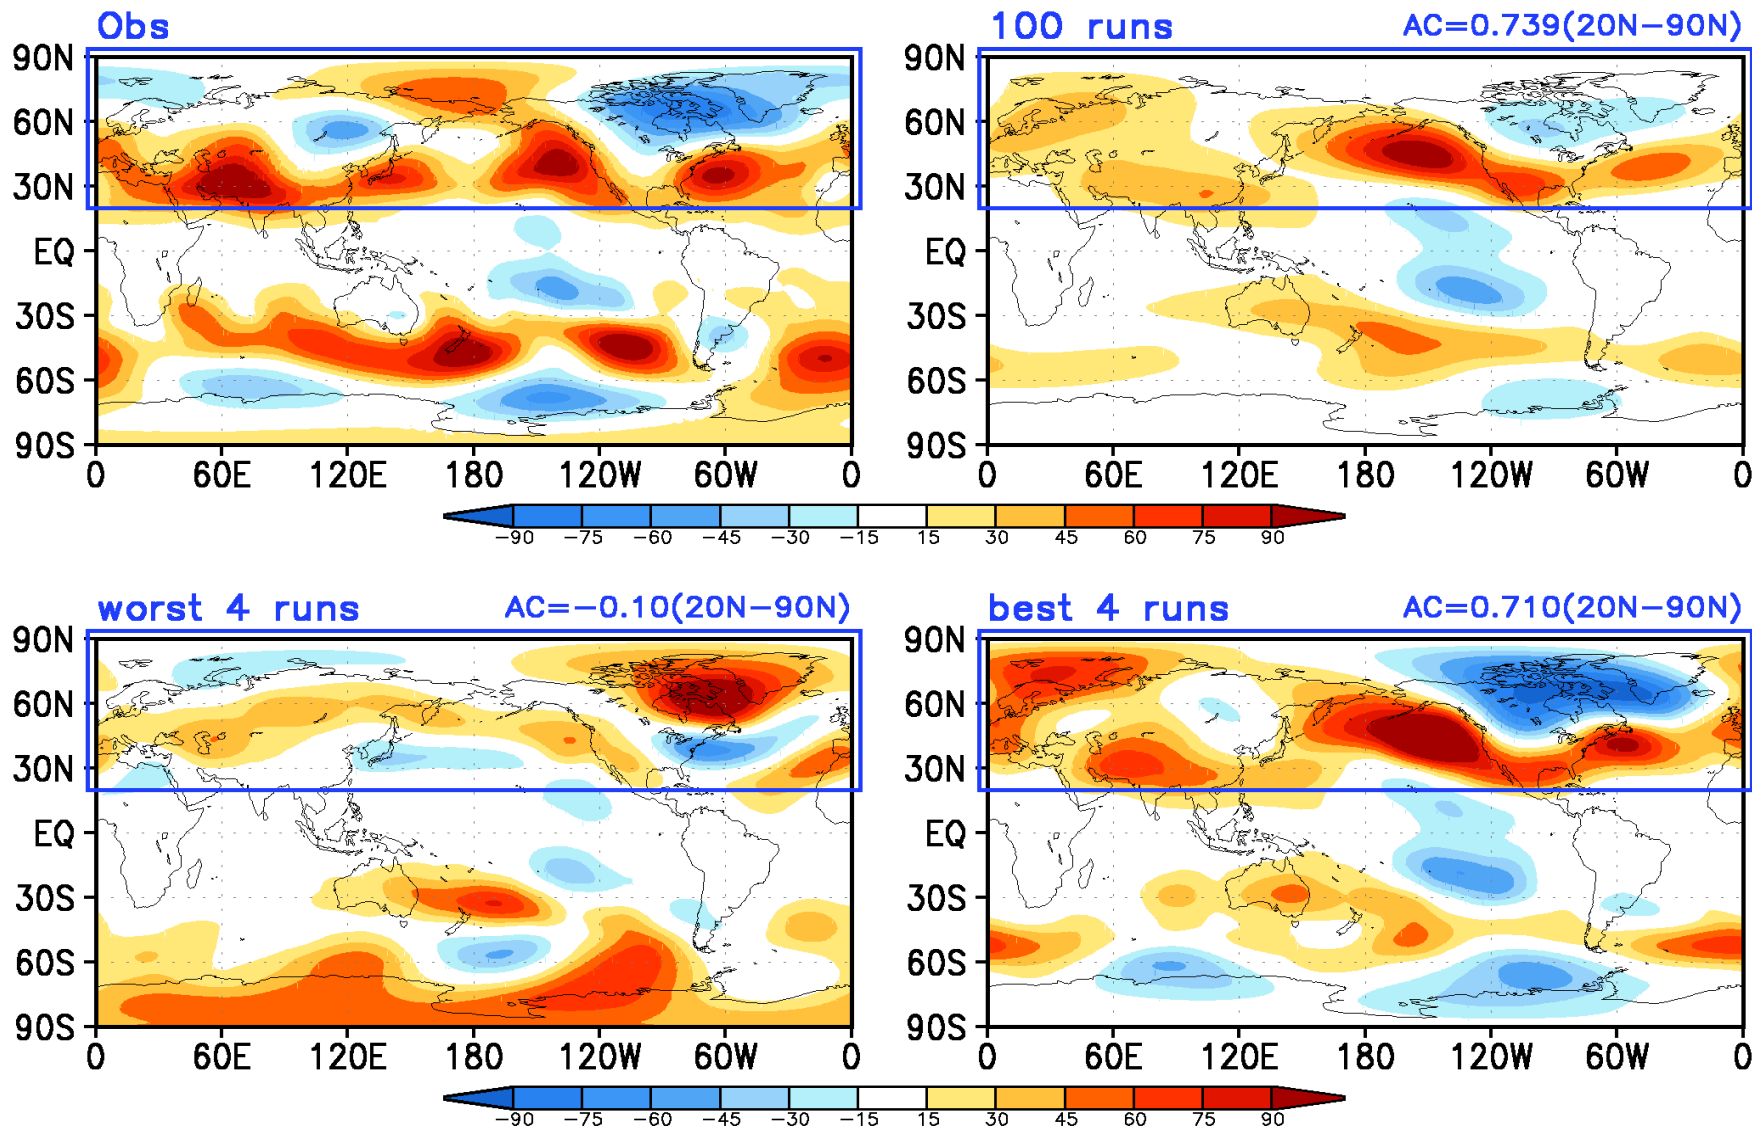 Obs 100 runs AC=0.739(20N−90N)
90N 90N
60N 60N
30N 30N
EQ EQ
30S 30S
60S 60S
90S 90S
0 60E 120E 180 120W 60W 0 0 60E 120E 180 120W 60W 0
−90 −75 −60 −45 −30 −15 15 30 45 60 75 90
worst 4 runs AC=−0.10(20N−90N) best 4 runs AC=0.710(20N−90N)
90N 90N
60N 60N
30N 30N
EQ EQ
30S 30S
60S 60S
90S 90S
0 60E 120E 180 120W 60W 0 0 60E 120E 180 120W 60W 0
−90 −75 −60 −45 −30 −15 15 30 45 60 75 90